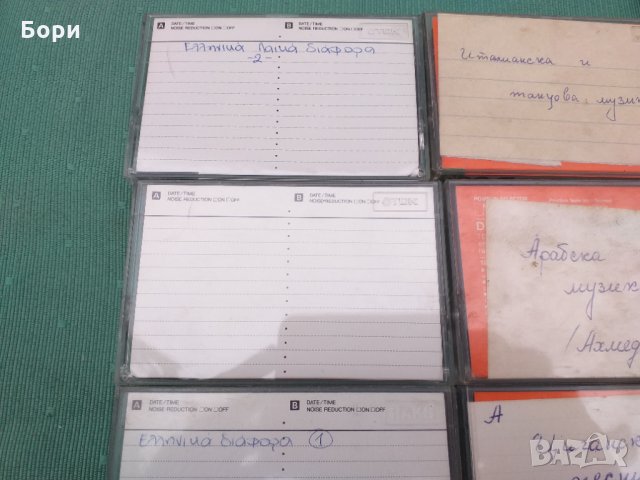 Бори
A DATE/TIME
NOISE REDUCTION ☐ON ☐OFF
B DATE/TIME
NOISE REDUCTION ☐ON ☐OFF
TDK
Ελληνικα Λαικα διαφορα
-2-
Италианска и
танцова музик
A DATE/TIME
NOISE REDUCTION ☐ON ☐OFF
B DATE/TIME
NOISE REDUCTION ☐ON ☐OFF
TDK
Арабска
музик
/Ахмед
A DATE/TIME
NOISE REDUCTION ☐ON ☐OFF
B DATE/TIME
NOISE REDUCTION ☐ON ☐OFF
Ελληνικα διαφορα 1
А
Циганск
bazar